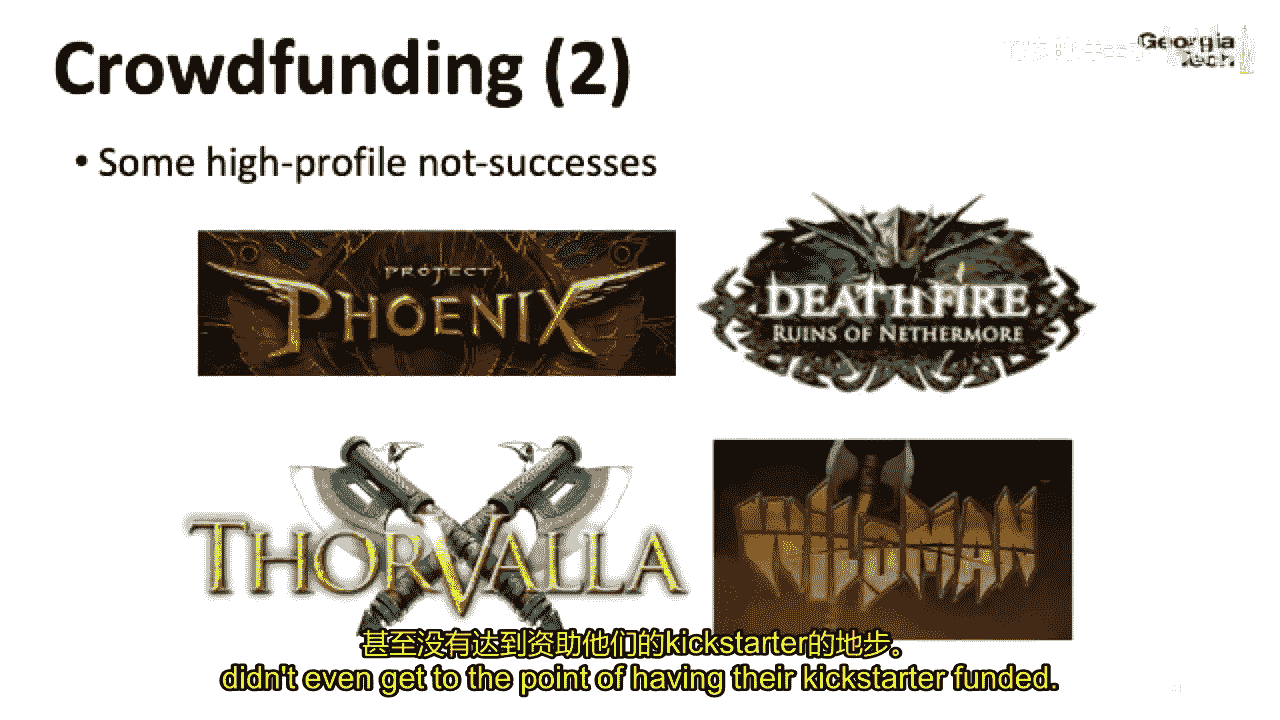 Crowdfunding (2)
Georgia
Tech
• Some high-profile not-successes
PROJECT
PHOENIX
DEATHFIRE
RUINS OF NETHERMORE
THORVALLA
甚至没有达到资助他们的kickstarter的地步。
didn't even get to the point of having their kickstarter funded.